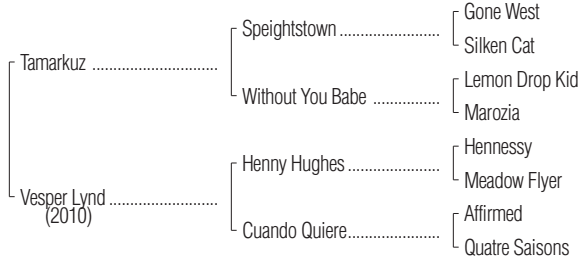 Gone West
Speightstown
Silken Cat
Tamarkuz
Lemon Drop Kid
Without You Babe
Marozia
Hennessy
Henny Hughes
Meadow Flyer
Vesper Lynd
(2010)
Affirmed
Cuando Quiere
Quatre Saisons